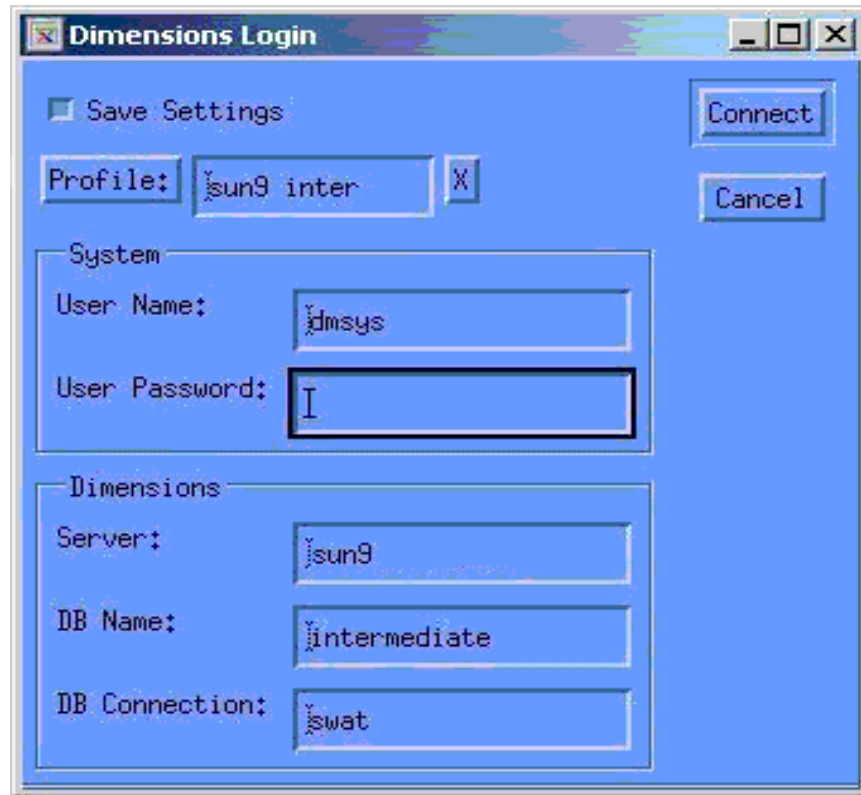 Dimensions Login
Save Settings
Connect
Profile: sun9 inter X
Cancel
System
User Name: dmsys
User Password:
Dimensions
Server: sun9
DB Name: intermediate
DB Connection: swat